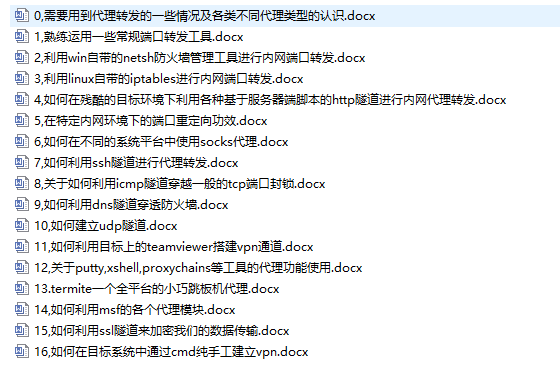 0,需要用到代理转发的一些情况及各类不同代理类型的认识.docx
1,熟练运用一些常规端口转发工具.docx
2,利用win自带的netsh防火墙管理工具进行内网端口转发.docx
3,利用linux自带的iptables进行内网端口转发.docx
4,如何在残酷的目标环境下利用各种基于服务器端脚本的http隧道进行内网代理转发.docx
5,在特定内网环境下的端口重定向功效.docx
6,如何在不同的系统平台中使用socks代理.docx
7,如何利用ssh隧道进行代理转发.docx
8,关于如何利用icmp隧道穿越一般的tcp端口封锁.docx
9,如何利用dns隧道穿透防火墙.docx
10,如何建立udp隧道.docx
11,如何利用目标上的teamviewer搭建vpn通道.docx
12,关于putty,xshell,proxychains等工具的代理功能使用.docx
13.termite一个全平台的小巧跳板机代理.docx
14,如何利用msf的各个代理模块.docx
15,如何利用ssl隧道来加密我们的数据传输.docx
16,如何在目标系统中通过cmd纯手工建立vpn.docx